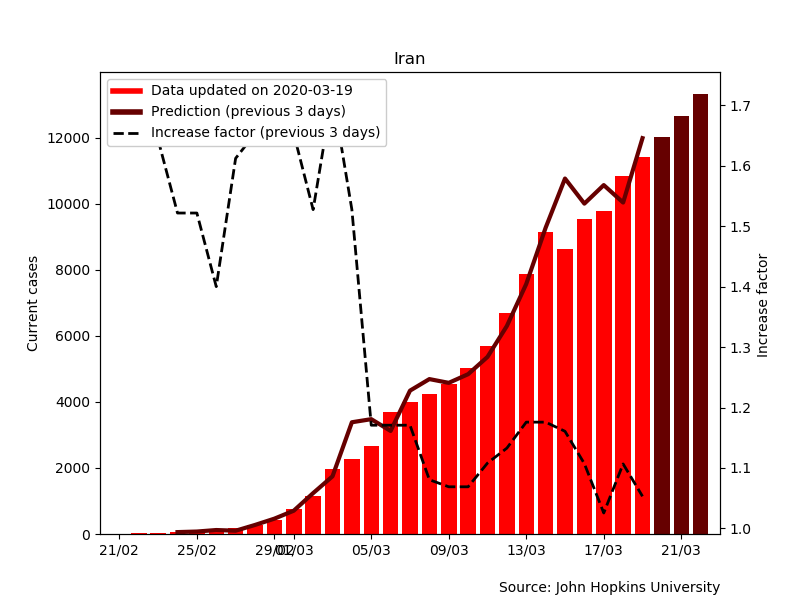 Iran
Data updated on 2020-03-19
Prediction (previous 3 days)
Increase factor (previous 3 days)
Current cases
12000
10000
8000
6000
4000
2000
0
1.7
1.6
1.5
1.4
1.3
1.2
1.1
1.0
Increase factor
21/02 25/02 29/02 02/03 05/03 09/03 13/03 17/03 21/03
Source: John Hopkins University